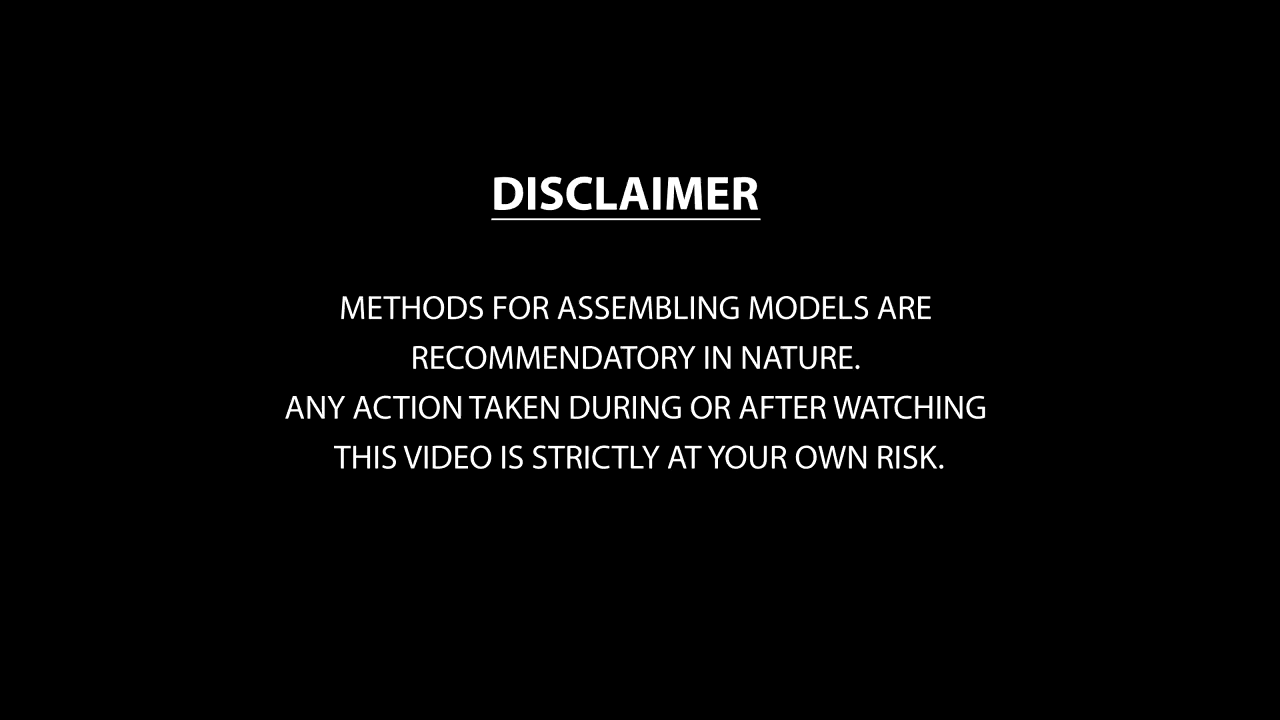 DISCLAIMER
METHODS FOR ASSEMBLING MODELS ARE
RECOMMENDATORY IN NATURE.
ANY ACTION TAKEN DURING OR AFTER WATCHING
THIS VIDEO IS STRICTLY AT YOUR OWN RISK.